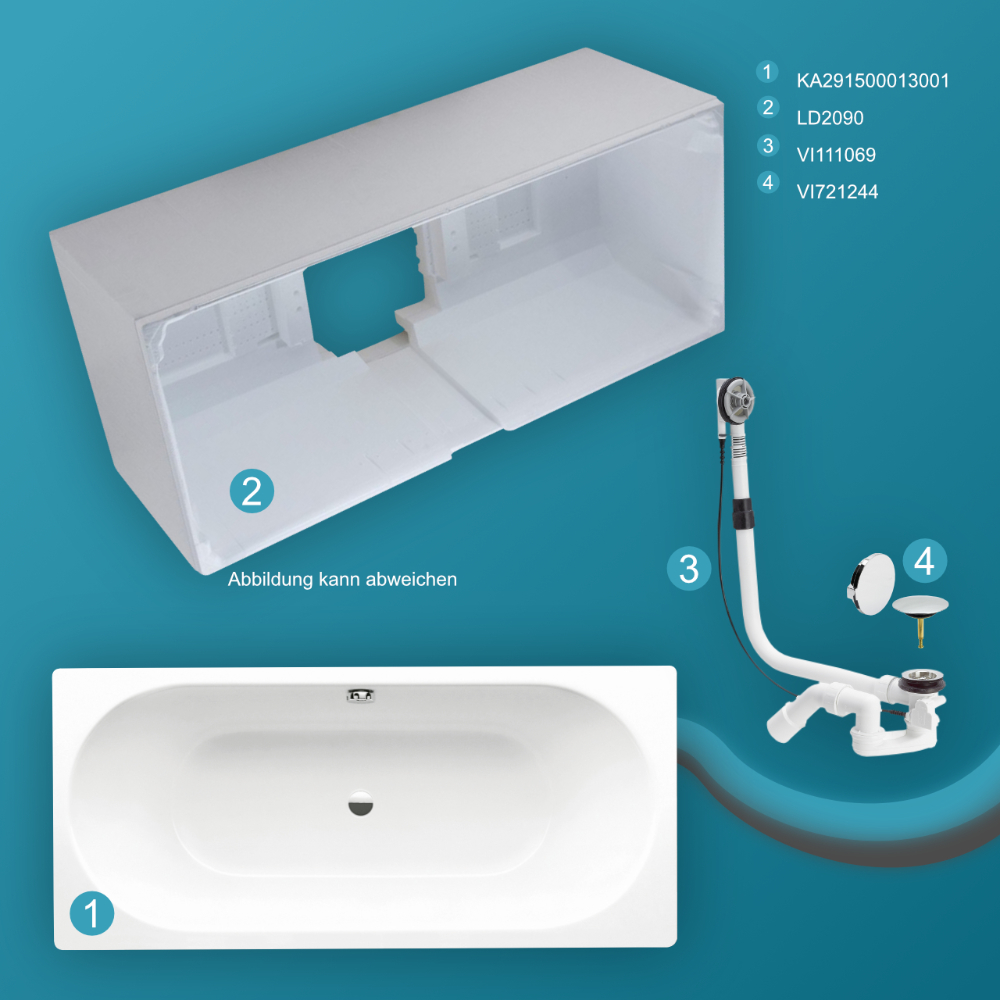 1 KA291500013001
2 LD2090
3 VI111069
4 VI721244
2
Abbildung kann abweichen
3
4
1